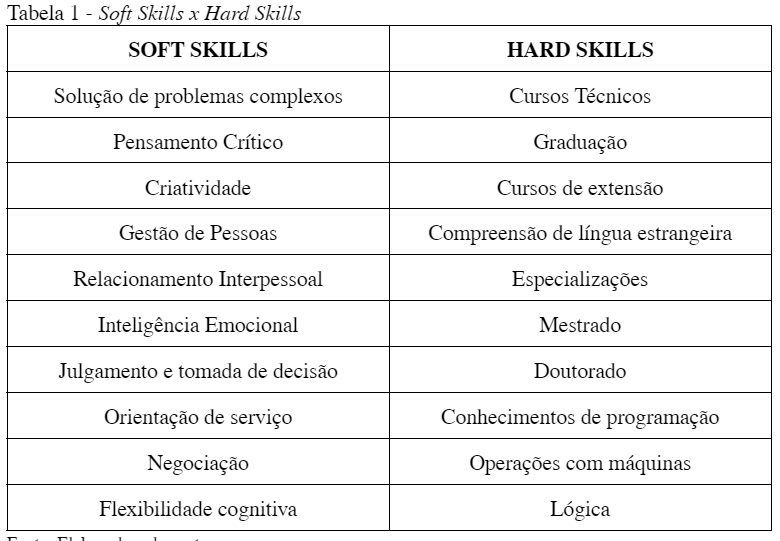 Tabela 1 - Soft Skills x Hard Skills
SOFT SKILLS HARD SKILLS
Solução de problemas complexos Cursos Técnicos
Pensamento Crítico Graduação
Criatividade Cursos de extensão
Gestão de Pessoas Compreensão de língua estrangeira
Relacionamento Interpessoal Especializações
Inteligência Emocional Mestrado
Julgamento e tomada de decisão Doutorado
Orientação de serviço Conhecimentos de programação
Negociação Operações com máquinas
Flexibilidade cognitiva Lógica